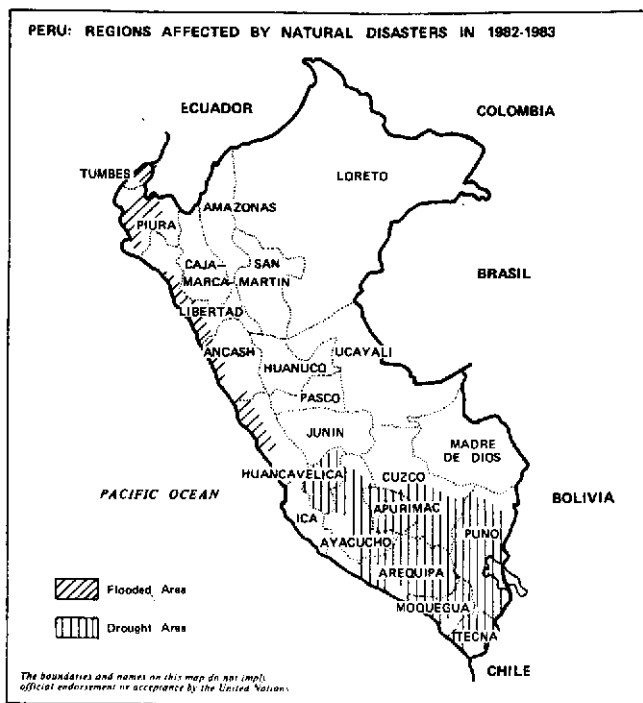 PERU: REGIONS AFFECTED BY NATURAL DISASTERS IN 1982-1983
ECUADOR
COLOMBIA
TUMBES
LORETO
AMAZONAS
PIURA
CAJA-
MARCA
SAN
MARTIN
BRASIL
LIBERTAD
ANCASH
UCAYALI
HUANUCO
PASCO
JUNIN
MADRE
DE DIOS
HUANCAVELICA
CUZCO
PACIFIC OCEAN
BOLIVIA
ICA
APURIMAC
PUNO
AYACUCHO
AREQUIPA
MOQUEGUA
TECNA
CHILE
Flooded Area
Drought Area
The boundaries and names on this map do not imply
official endorsement or acceptance by the United Nations